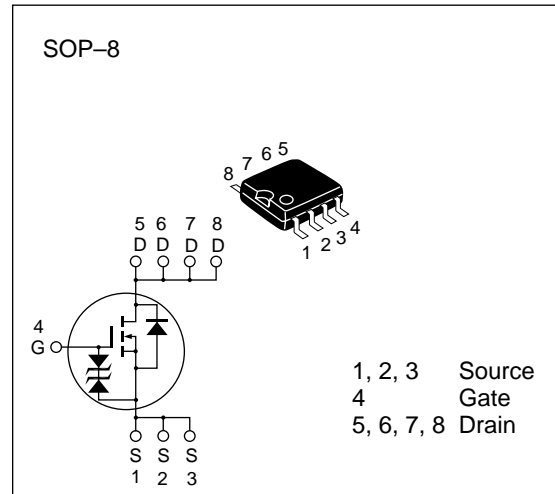 SOP–8
8 7 6 5
1 2 3 4
5 6 7 8
D D D D
4
G
S S S
1 2 3
1, 2, 3 Source
4 Gate
5, 6, 7, 8 Drain